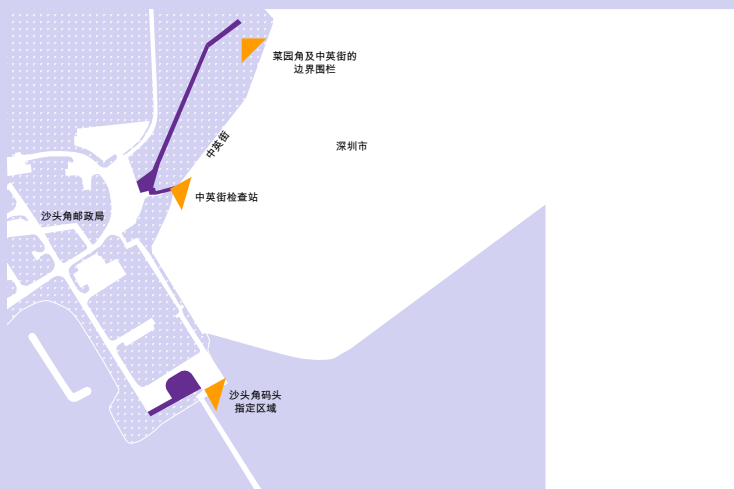 菜园角及中英街的
边界围栏
中英街
深圳市
中英街检查站
沙头角邮政局
沙头角码头
指定区域